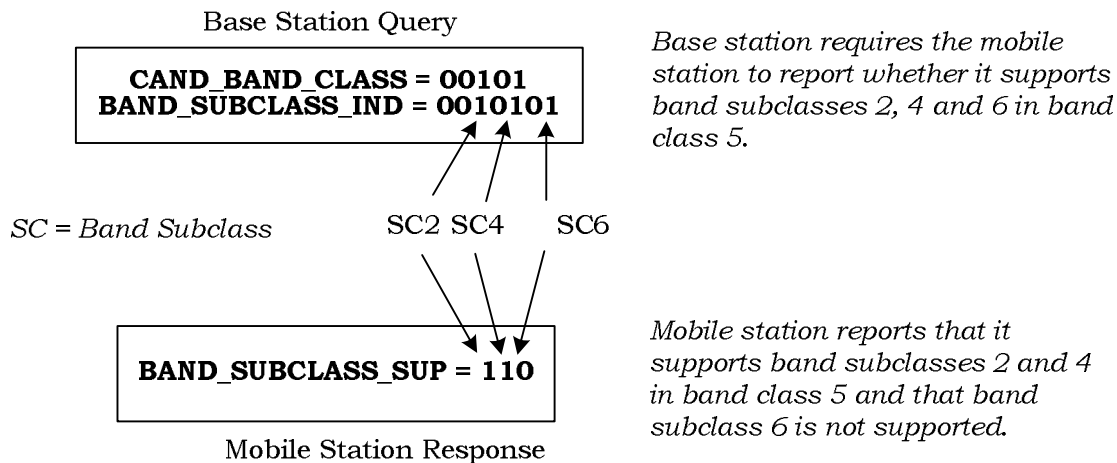 Base Station Query
CAND_BAND_CLASS = 00101
BAND_SUBCLASS_IND = 0010101
Base station requires the mobile
station to report whether it supports
band subclasses 2, 4 and 6 in band
class 5.
SC = Band Subclass
SC2 SC4 SC6
BAND_SUBCLASS_SUP = 110
Mobile Station Response
Mobile station reports that it
supports band subclasses 2 and 4
in band class 5 and that band
subclass 6 is not supported.